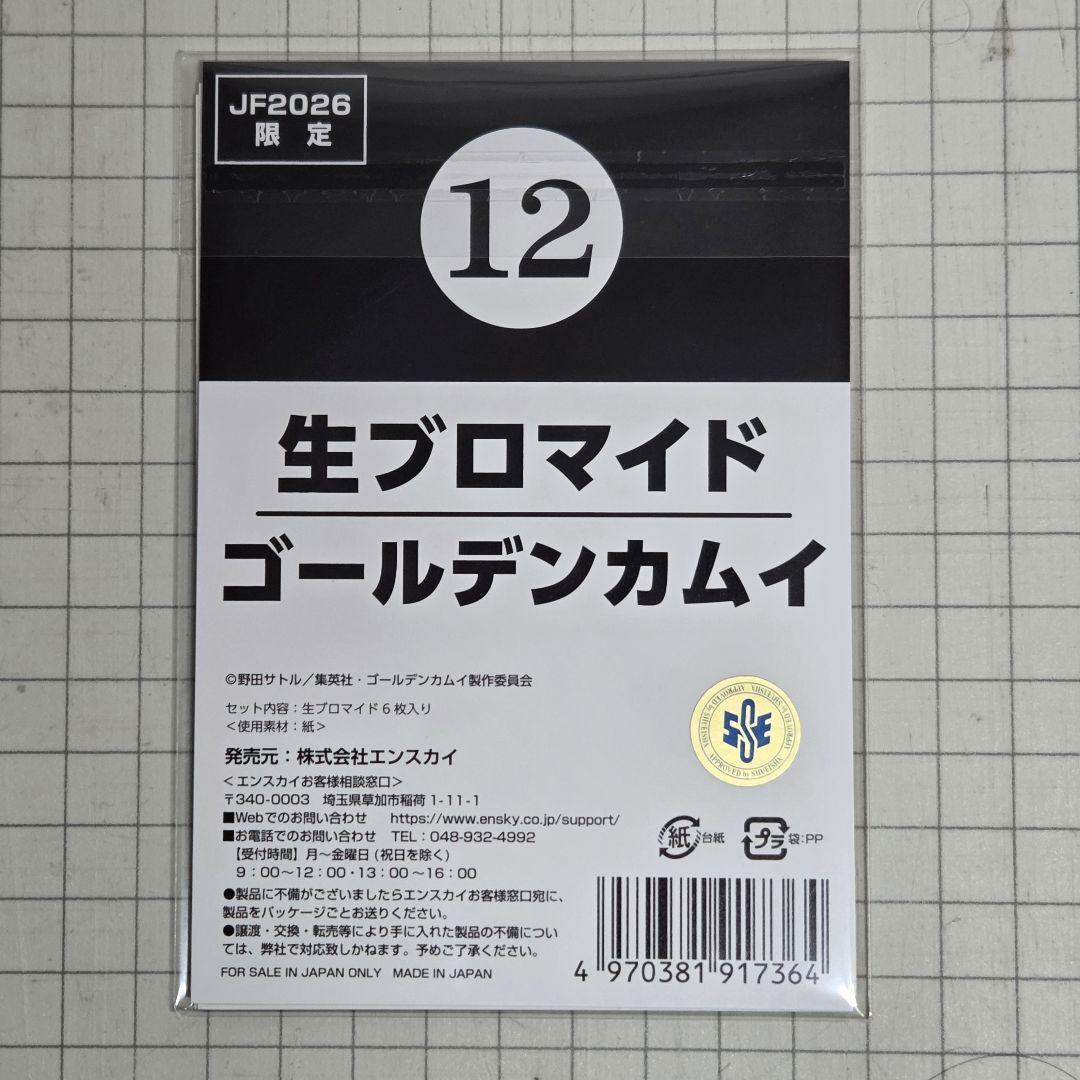 JF2026
限 定
12
生ブロマイド
ゴールデンカムイ
©野田サトル／集英社・ゴールデンカムイ製作委員会
セット内容：生ブロマイド6枚入り
＜使用素材：紙＞
発売元：株式会社エンスカイ
＜エンスカイお客様相談窓口＞
〒340-0003 埼玉県草加市稲荷1-11-1
■Webでのお問い合わせ https://www.ensky.co.jp/support/
■お電話でのお問い合わせ TEL：048-932-4992
【受付時間】月〜金曜日(祝日を除く)
9：00〜12：00・13：00〜16：00
●製品に不備がございましたらエンスカイお客様窓口宛に、
製品をパッケージごとお送りください。
●譲渡・交換・転売等により手に入れた製品の不備につい
ては、弊社で対応致しかねます。予めご了承ください。
FOR SALE IN JAPAN ONLY MADE IN JAPAN
APPROVED by SHUEISHA
SSE
紙 台紙
プラ 袋:PP
4 970381 917364